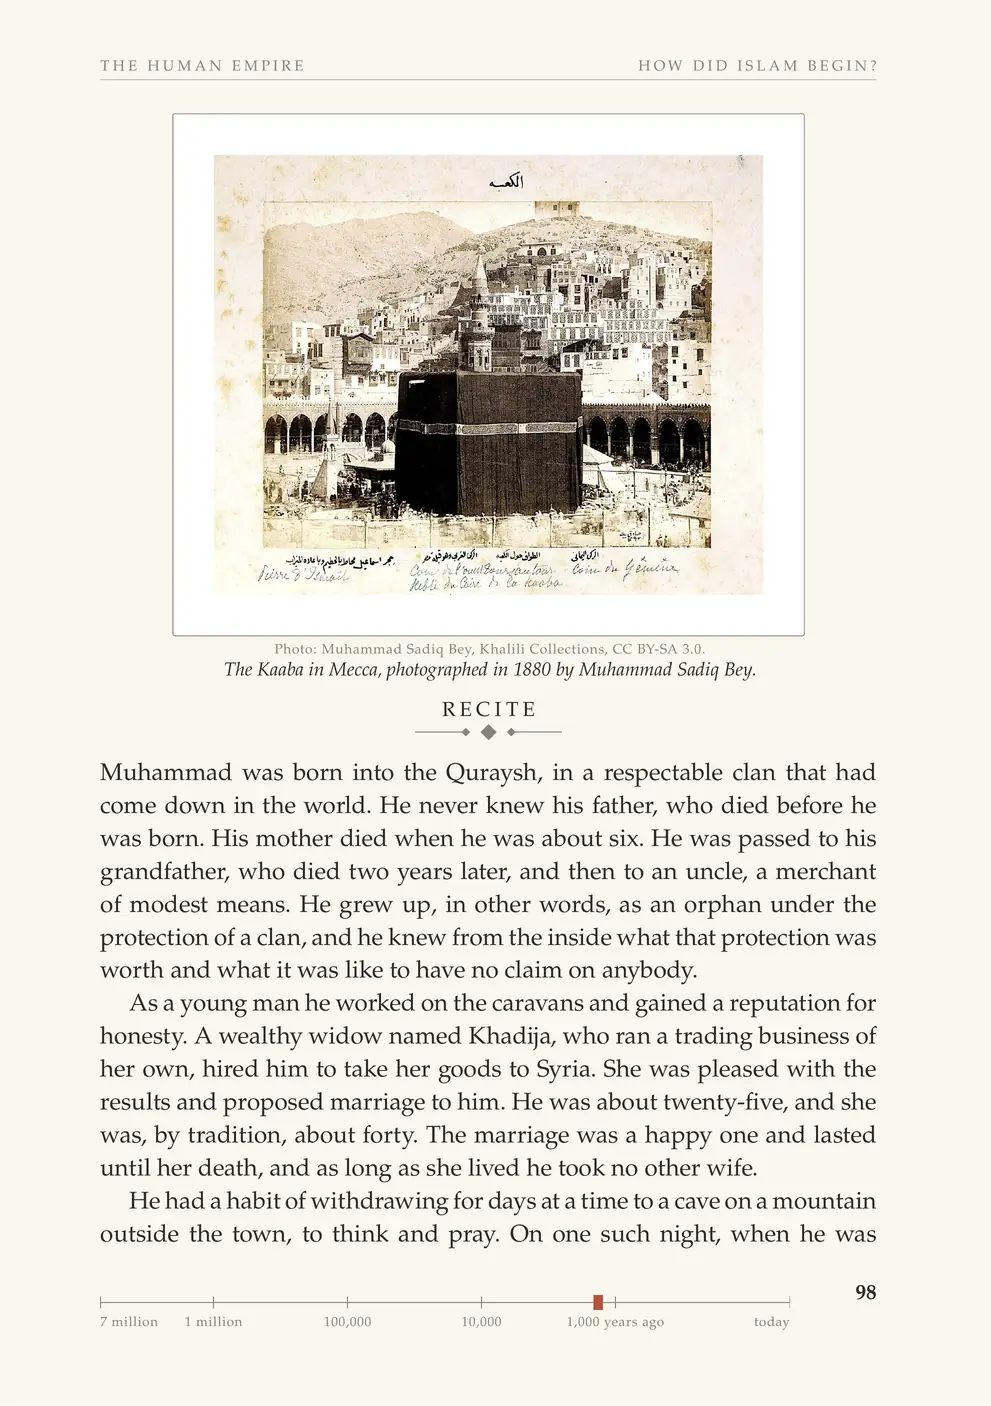 THE HUMAN EMPIRE
HOW DID ISLAM BEGIN?
الكعبه
حجر اسماعيل
الطواف حول الكعبه
Pierre d'Ismail
Coin de l'ouest
autour
Coin du Yémène
Kéblé du Caire
de la Kaaba
Photo: Muhammad Sadiq Bey, Khalili Collections, CC BY-SA 3.0.
The Kaaba in Mecca, photographed in 1880 by Muhammad Sadiq Bey.
RECITE
Muhammad was born into the Quraysh, in a respectable clan that had
come down in the world. He never knew his father, who died before he
was born. His mother died when he was about six. He was passed to his
grandfather, who died two years later, and then to an uncle, a merchant
of modest means. He grew up, in other words, as an orphan under the
protection of a clan, and he knew from the inside what that protection was
worth and what it was like to have no claim on anybody.
As a young man he worked on the caravans and gained a reputation for
honesty. A wealthy widow named Khadija, who ran a trading business of
her own, hired him to take her goods to Syria. She was pleased with the
results and proposed marriage to him. He was about twenty-five, and she
was, by tradition, about forty. The marriage was a happy one and lasted
until her death, and as long as she lived he took no other wife.
He had a habit of withdrawing for days at a time to a cave on a mountain
outside the town, to think and pray. On one such night, when he was
98
7 million
1 million
100,000
10,000
1,000 years ago
today